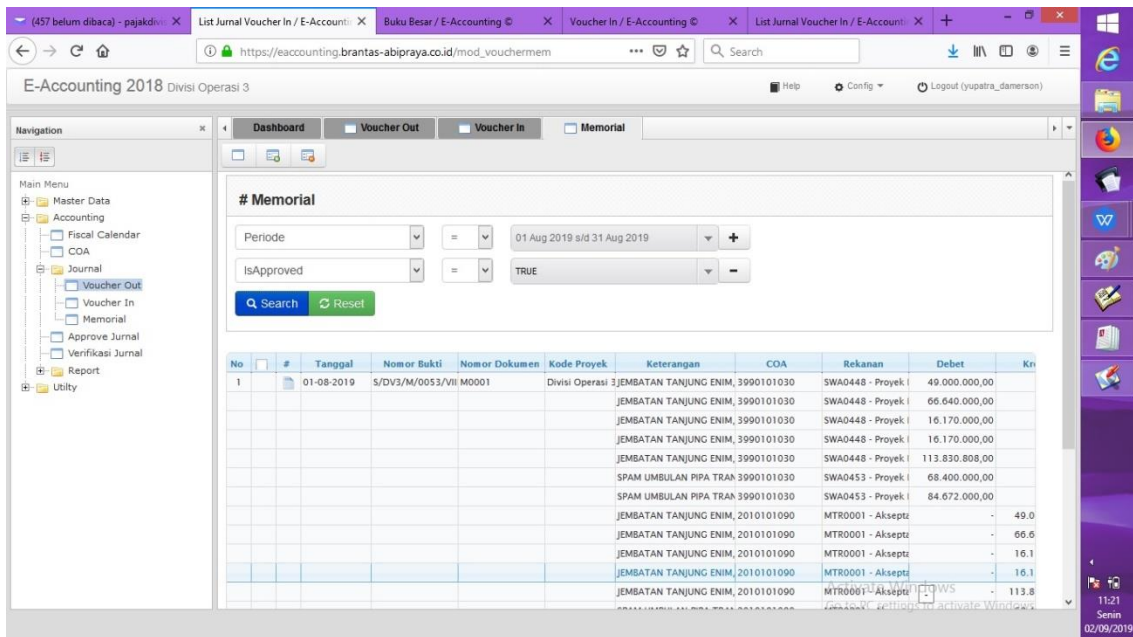 (457 belum dibaca) - pajakdivi
List Jurnal Voucher In / E-Accountin
Buku Besar / E-Accounting ©
Voucher In / E-Accounting ©
List Jurnal Voucher In / E-Accountin
https://eaccounting.brantas-abipraya.co.id/mod_vouchermem
Search
E-Accounting 2018 Divisi Operasi 3
Help
Config
Logout (yupatra_damerson)
Navigation
Dashboard
Voucher Out
Voucher In
Memorial
Main Menu
Master Data
Accounting
Fiscal Calendar
COA
Journal
Voucher Out
Voucher In
Memorial
Approve Jurnal
Verifikasi Jurnal
Report
Utilty
# Memorial
Periode = 01 Aug 2019 s/d 31 Aug 2019
IsApproved = TRUE
Search Reset
No # Tanggal Nomor Bukti Nomor Dokumen Kode Proyek Keterangan COA Rekanan Debet Kre
1 01-08-2019 S/DV3/M/0053/VII M0001 Divisi Operasi 3 JEMBATAN TANJUNG ENIM, 3990101030 SWA0448 - Proyek 49.000.000,00
JEMBATAN TANJUNG ENIM, 3990101030 SWA0448 - Proyek 66.640.000,00
JEMBATAN TANJUNG ENIM, 3990101030 SWA0448 - Proyek 16.170.000,00
JEMBATAN TANJUNG ENIM, 3990101030 SWA0448 - Proyek 16.170.000,00
JEMBATAN TANJUNG ENIM, 3990101030 SWA0448 - Proyek 113.830.808,00
SPAM UMBULAN PIPA TRAN 3990101030 SWA0453 - Proyek 68.400.000,00
SPAM UMBULAN PIPA TRAN 3990101030 SWA0453 - Proyek 84.672.000,00
JEMBATAN TANJUNG ENIM, 2010101090 MTR0001 - Aksepta - 49.0
JEMBATAN TANJUNG ENIM, 2010101090 MTR0001 - Aksepta - 66.6
JEMBATAN TANJUNG ENIM, 2010101090 MTR0001 - Aksepta - 16.1
JEMBATAN TANJUNG ENIM, 2010101090 MTR0001 - Aksepta - 16.1
JEMBATAN TANJUNG ENIM, 2010101090 MTR0001 - Aksepta - 113.8
Activate Windows
Go to PC settings to activate Windows.
11:21
Senin
02/09/2019